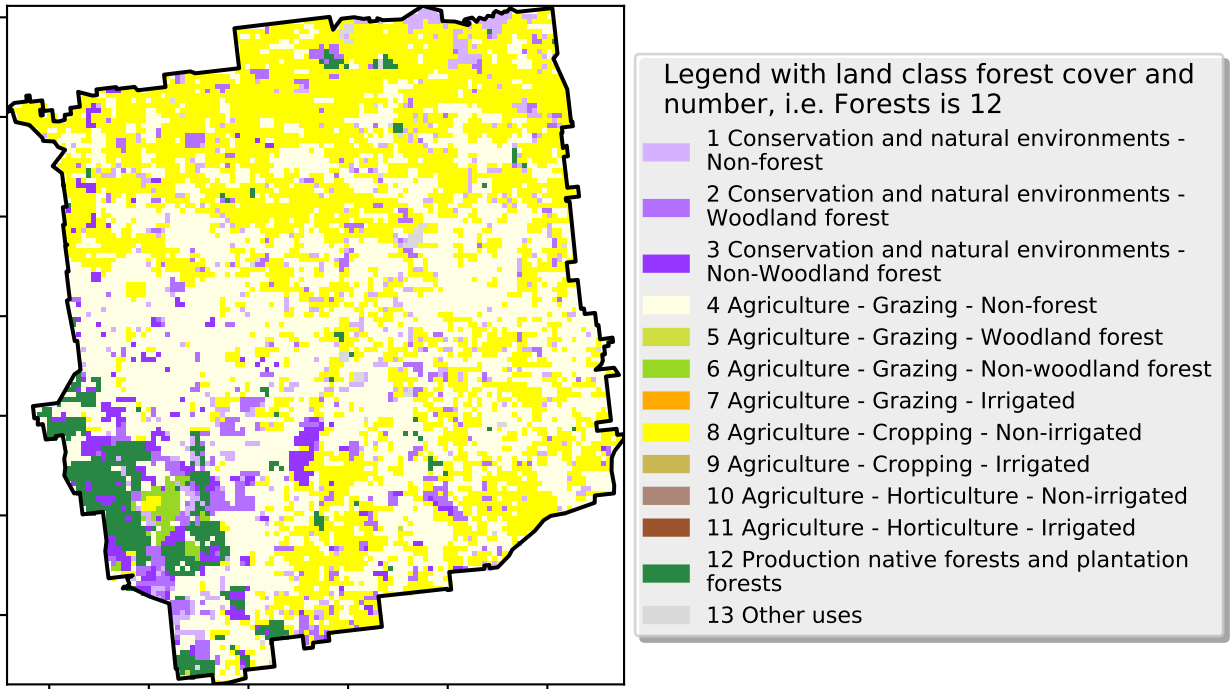 Legend with land class forest cover and
number, i.e. Forests is 12
1 Conservation and natural environments -
Non-forest
2 Conservation and natural environments -
Woodland forest
3 Conservation and natural environments -
Non-Woodland forest
4 Agriculture - Grazing - Non-forest
5 Agriculture - Grazing - Woodland forest
6 Agriculture - Grazing - Non-woodland forest
7 Agriculture - Grazing - Irrigated
8 Agriculture - Cropping - Non-irrigated
9 Agriculture - Cropping - Irrigated
10 Agriculture - Horticulture - Non-irrigated
11 Agriculture - Horticulture - Irrigated
12 Production native forests and plantation
forests
13 Other uses